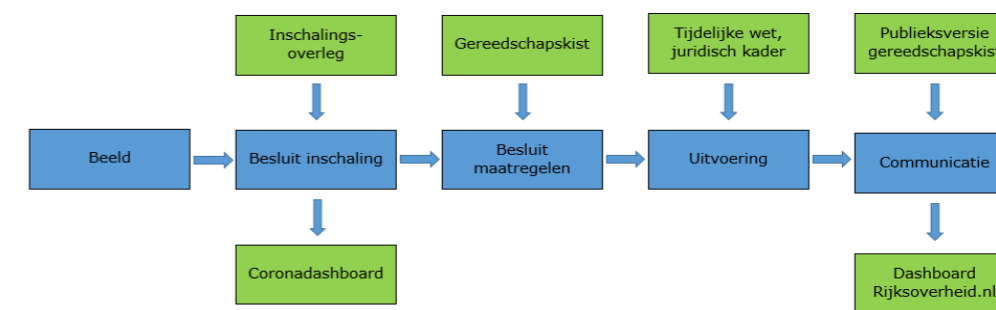 Inschalings-
overleg
Gereedschapskist
Tijdelijke wet,
juridisch kader
Publieksversie
gereedschapskist
Beeld
Besluit inschaling
Besluit
maatregelen
Uitvoering
Communicatie
Coronadashboard
Dashboard
Rijksoverheid.nl